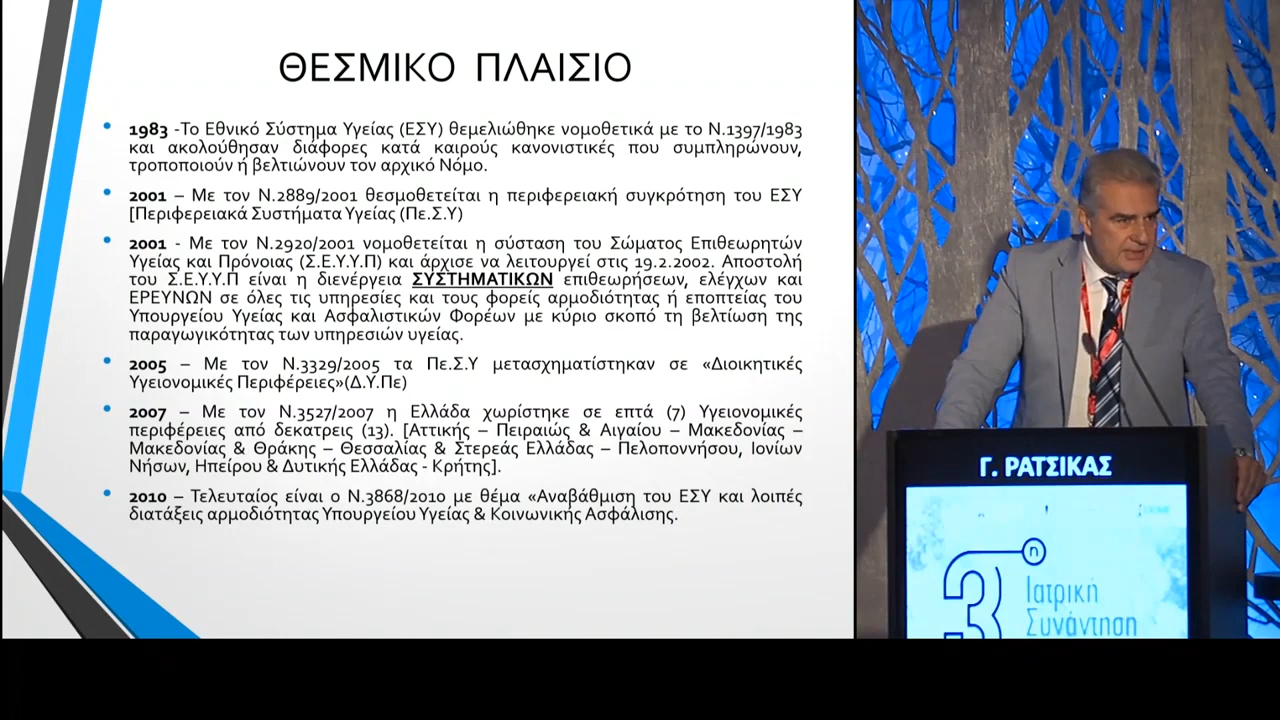 ΘΕΣΜΙΚΟ ΠΛΑΙΣΙΟ
1983 -Το Εθνικό Σύστημα Υγείας (ΕΣΥ) θεμελιώθηκε νομοθετικά με το Ν.1397/1983
και ακολούθησαν διάφορες κατά καιρούς κανονιστικές που συμπληρώνουν,
τροποποιούν ή βελτιώνουν τον αρχικό Νόμο.
2001 – Με τον Ν.2889/2001 θεσμοθετείται η περιφερειακή συγκρότηση του ΕΣΥ
[Περιφερειακά Συστήματα Υγείας (Πε.Σ.Υ)
2001 - Με τον Ν.2920/2001 νομοθετείται η σύσταση του Σώματος Επιθεωρητών
Υγείας και Πρόνοιας (Σ.Ε.Υ.Υ.Π) και άρχισε να λειτουργεί στις 19.2.2002. Αποστολή
του Σ.Ε.Υ.Υ.Π είναι η διενέργεια ΣΥΣΤΗΜΑΤΙΚΩΝ επιθεωρήσεων, ελέγχων και
ΕΡΕΥΝΩΝ σε όλες τις υπηρεσίες και τους φορείς αρμοδιότητας ή εποπτείας του
Υπουργείου Υγείας και Ασφαλιστικών Φορέων με κύριο σκοπό τη βελτίωση της
παραγωγικότητας των υπηρεσιών υγείας.
2005 – Με τον Ν.3329/2005 τα Πε.Σ.Υ μετασχηματίστηκαν σε «Διοικητικές
Υγειονομικές Περιφέρειες»(Δ.Υ.Πε)
2007 – Με τον Ν.3527/2007 η Ελλάδα χωρίστηκε σε επτά (7) Υγειονομικές
περιφέρειες από δεκατρεις (13). [Αττικής – Πειραιώς & Αιγαίου – Μακεδονίας –
Μακεδονίας & Θράκης – Θεσσαλίας & Στερεάς Ελλάδας – Πελοποννήσου, Ιονίων
Νήσων, Ηπείρου & Δυτικής Ελλάδας - Κρήτης].
2010 – Τελευταίος είναι ο Ν.3868/2010 με θέμα «Αναβάθμιση του ΕΣΥ και λοιπές
διατάξεις αρμοδιότητας Υπουργείου Υγείας & Κοινωνικής Ασφάλισης.
Γ. ΡΑΤΣΙΚΑΣ
3η
Ιατρική
Συνάντηση